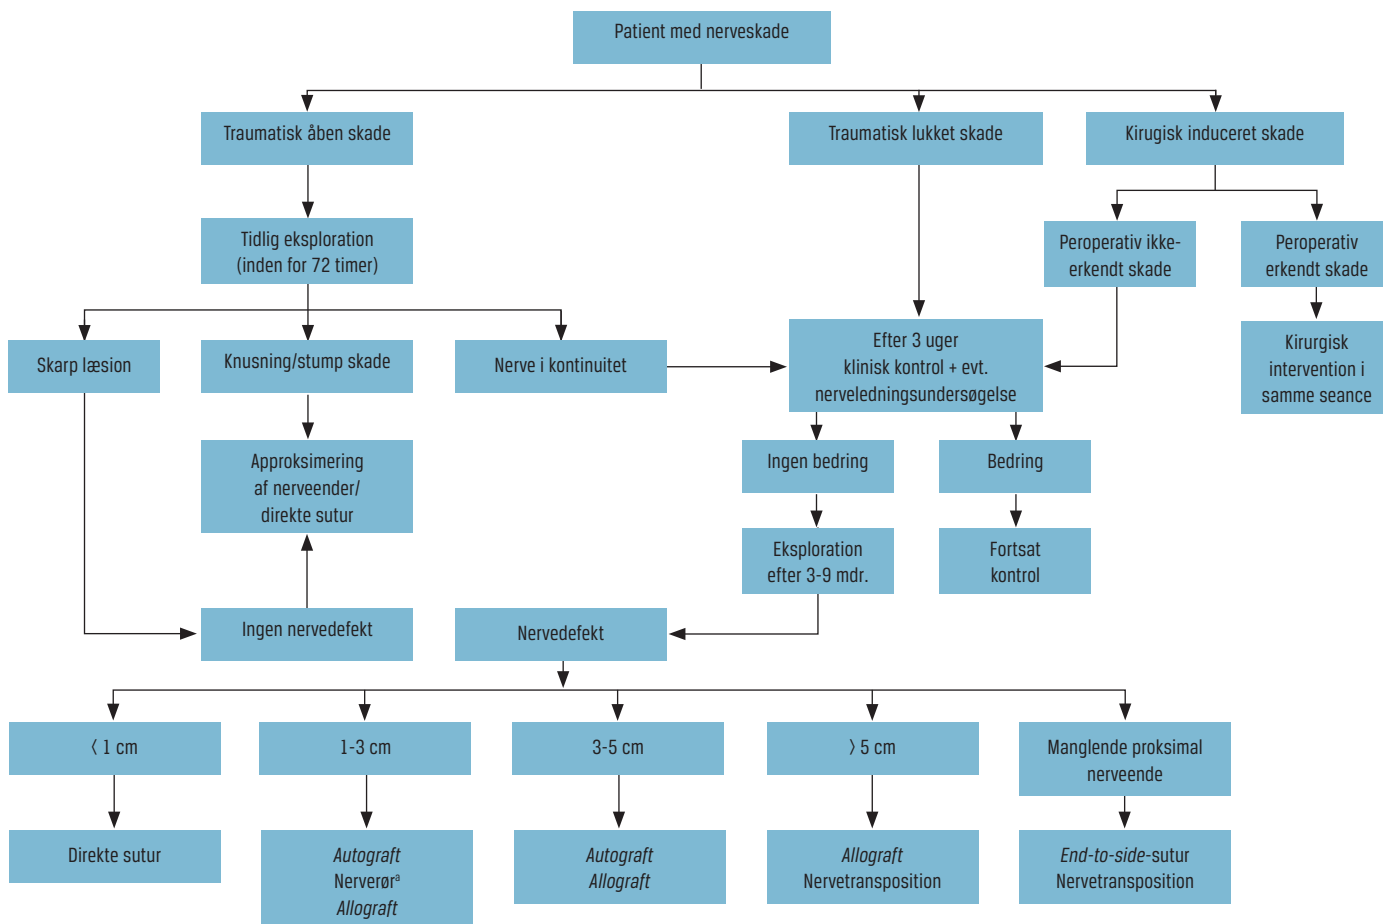 Patient med nerveskade
Traumatisk åben skade
Traumatisk lukket skade
Kirugisk induceret skade
Tidlig eksploration
(inden for 72 timer)
Peroperativ ikke-
erkendt skade
Peroperativ
erkendt skade
Skarp læsion
Knusning/stump skade
Nerve i kontinuitet
Efter 3 uger
klinisk kontrol + evt.
nerveledningsundersøgelse
Kirurgisk
intervention i
samme seance
Approksimering
af nerveender/
direkte sutur
Ingen bedring
Bedring
Eksploration
efter 3-9 mdr.
Fortsat
kontrol
Ingen nervedefekt
Nervedefekt
< 1 cm
1-3 cm
3-5 cm
> 5 cm
Manglende proksimal
nerveende
Direkte sutur
Autograft
Nerverørª
Allograft
Autograft
Allograft
Allograft
Nervetransposition
End-to-side-sutur
Nervetransposition